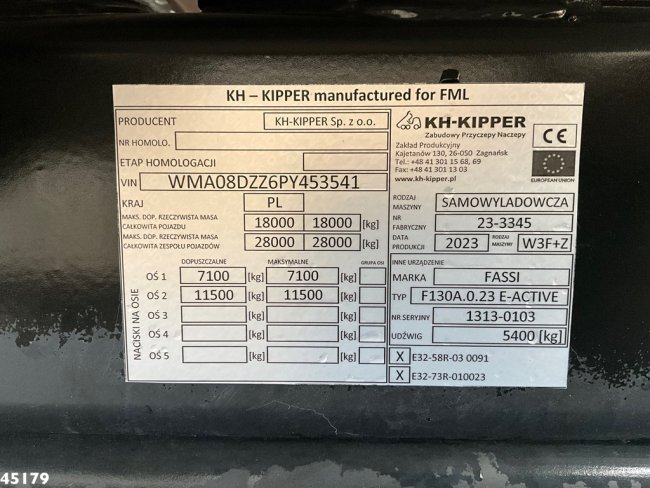 KH – KIPPER manufactured for FML
PRODUCENT KH-KIPPER Sp. z o.o.
NR HOMOLO.
ETAP HOMOLOGACJI
VIN WMA08DZZ6PY453541
KRAJ PL
MAKS. DOP. RZECZYWISTA MASA CAŁKOWITA POJAZDU 18000 18000 [kg]
MAKS. DOP. RZECZYWISTA MASA CAŁKOWITA ZESPOŁU POJAZDÓW 28000 28000 [kg]
DOPUSZCZALNE MAKSYMALNE GRUPA OSI
NACISKI NA OSIE
OŚ 1 7100 [kg] 7100 [kg]
OŚ 2 11500 [kg] 11500 [kg]
OŚ 3 [kg] [kg]
OŚ 4 [kg] [kg]
OŚ 5 [kg] [kg]
KH-KIPPER
Zabudowy Przyczepy Naczepy
Zakład Produkcyjny
Kajetanów 130, 26-050 Zagnańsk
Tel.: +48 41 301 15 68, 69
Fax: +48 41 301 13 03
www.kh-kipper.pl
CE
EUROPEAN UNION
RODZAJ MASZYNY SAMOWYLADOWCZA
NR FABRYCZNY 23-3345
DATA PRODUKCJI 2023 RODZAJ MASZYNY W3F+Z
INNE URZĄDZENIE
MARKA FASSI
TYP F130A.0.23 E-ACTIVE
NR SERYJNY 1313-0103
UDŹWIG 5400 [kg]
X E32-58R-03 0091
X E32-73R-010023
45179